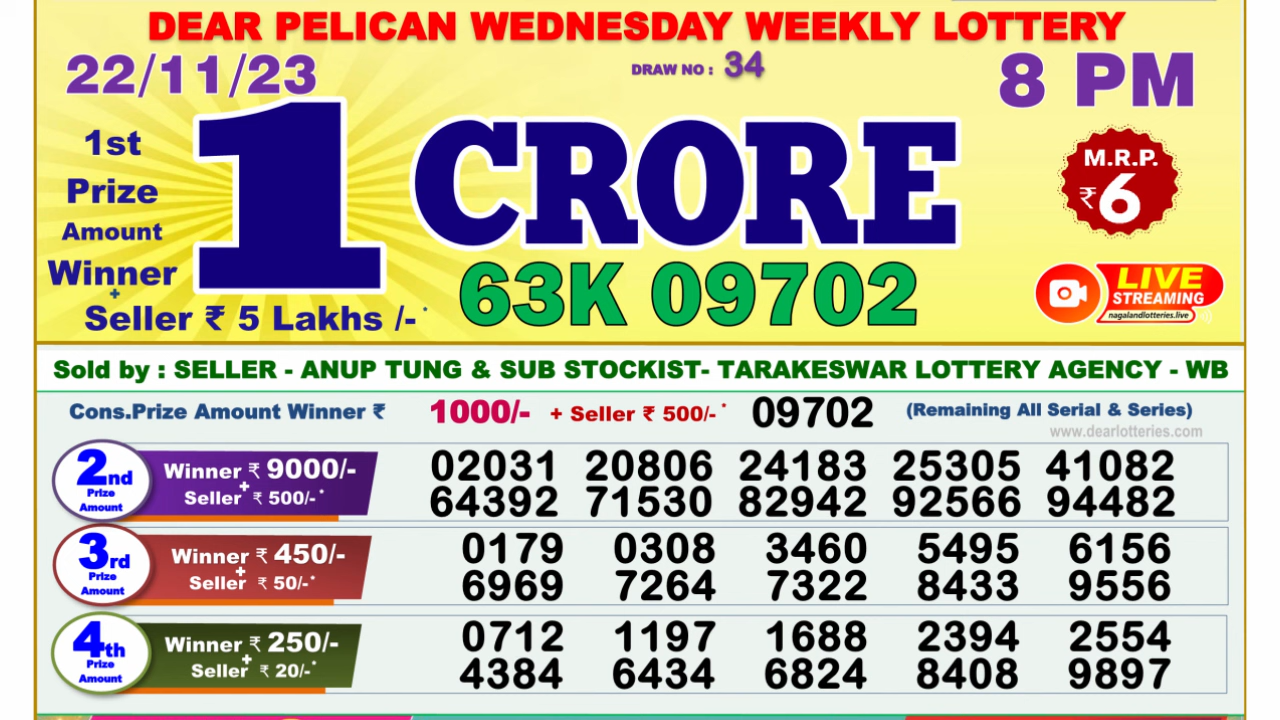 DEAR PELICAN WEDNESDAY WEEKLY LOTTERY
22/11/23 DRAW NO : 34 8 PM
1st
Prize
Amount
Winner
+
Seller ₹ 5 Lakhs /-*
1 CRORE
63K 09702
M.R.P.
₹6
LIVE
STREAMING
nagalandlotteries.live
Sold by : SELLER - ANUP TUNG & SUB STOCKIST- TARAKESWAR LOTTERY AGENCY - WB
Cons.Prize Amount Winner ₹ 1000/- + Seller ₹ 500/-* 09702 (Remaining All Serial & Series)
www.dearlotteries.com
2nd
Prize
Amount
Winner ₹ 9000/-
+
Seller ₹ 500/-*
02031 20806 24183 25305 41082
64392 71530 82942 92566 94482
3rd
Prize
Amount
Winner ₹ 450/-
+
Seller ₹ 50/-*
0179 0308 3460 5495 6156
6969 7264 7322 8433 9556
4th
Prize
Amount
Winner ₹ 250/-
+
Seller ₹ 20/-*
0712 1197 1688 2394 2554
4384 6434 6824 8408 9897